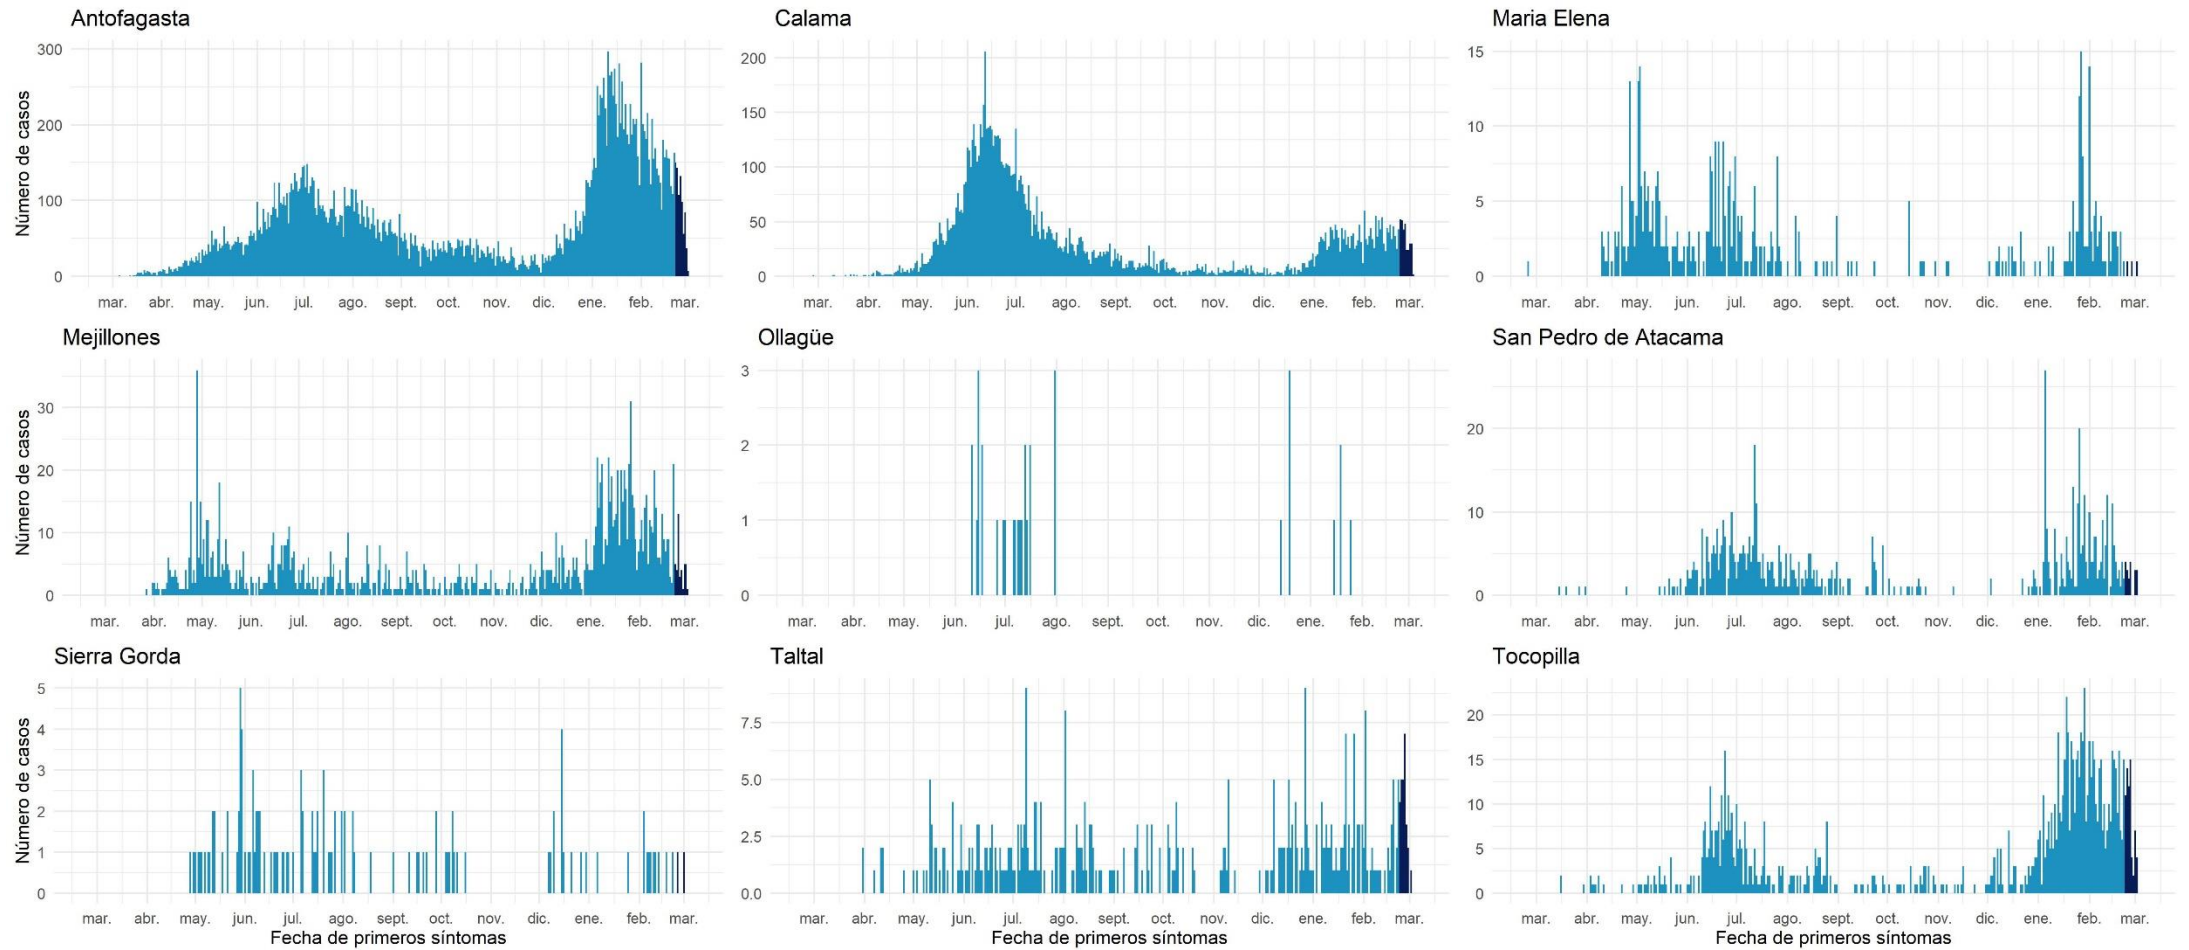 Antofagasta
300
200
100
0
Número de casos
mar. abr. may. jun. jul. ago. sept. oct. nov. dic. ene. feb. mar.
Calama
200
150
100
50
0
mar. abr. may. jun. jul. ago. sept. oct. nov. dic. ene. feb. mar.
Maria Elena
15
10
5
0
mar. abr. may. jun. jul. ago. sept. oct. nov. dic. ene. feb. mar.
Mejillones
30
20
10
0
Número de casos
mar. abr. may. jun. jul. ago. sept. oct. nov. dic. ene. feb. mar.
Ollagüe
3
2
1
0
mar. abr. may. jun. jul. ago. sept. oct. nov. dic. ene. feb. mar.
San Pedro de Atacama
20
10
0
mar. abr. may. jun. jul. ago. sept. oct. nov. dic. ene. feb. mar.
Sierra Gorda
5
4
3
2
1
0
Número de casos
mar. abr. may. jun. jul. ago. sept. oct. nov. dic. ene. feb. mar.
Fecha de primeros síntomas
Taltal
7.5
5.0
2.5
0.0
mar. abr. may. jun. jul. ago. sept. oct. nov. dic. ene. feb. mar.
Fecha de primeros síntomas
Tocopilla
20
15
10
5
0
mar. abr. may. jun. jul. ago. sept. oct. nov. dic. ene. feb. mar.
Fecha de primeros síntomas